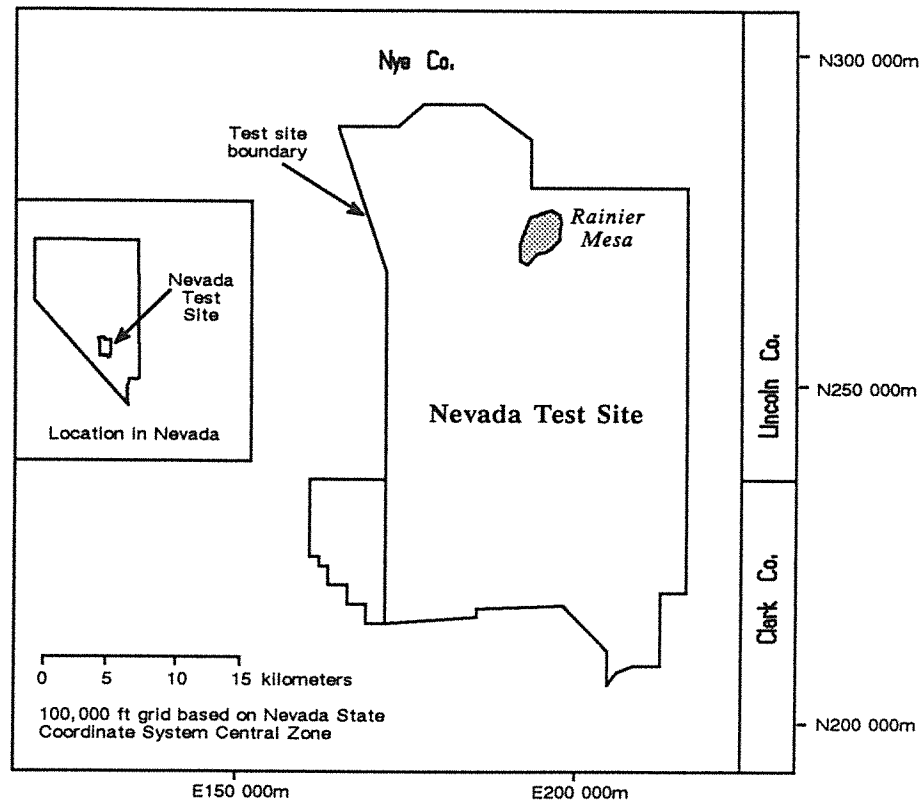 Nye Co.
N300 000m
Test site
boundary
Rainier
Mesa
Nevada
Test
Site
Location in Nevada
Nevada Test Site
Lincoln Co.
N250 000m
Clark Co.
0 5 10 15 kilometers
100,000 ft grid based on Nevada State
Coordinate System Central Zone
N200 000m
E150 000m
E200 000m